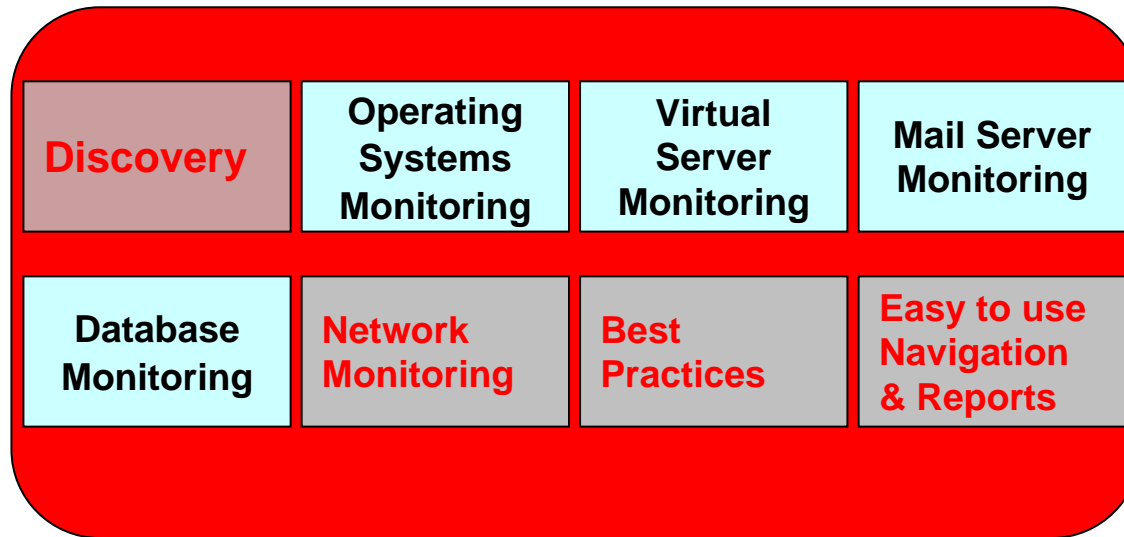 Discovery
Operating
Systems
Monitoring
Virtual
Server
Monitoring
Mail Server
Monitoring
Database
Monitoring
Network
Monitoring
Best
Practices
Easy to use
Navigation
& Reports